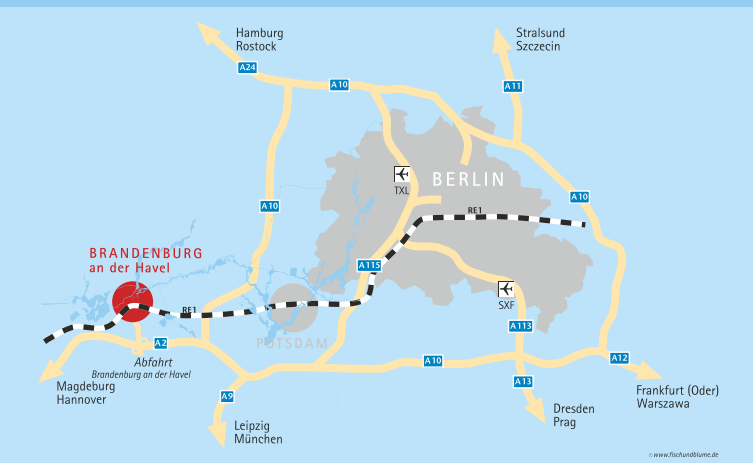 Hamburg
Rostock
Stralsund
Szczecin
A24
A10
A11
TXL
BERLIN
A10
A10
RE1
BRANDENBURG
an der Havel
A115
SXF
RE1
A113
POTSDAM
A2
Abfahrt
Brandenburg an der Havel
A10
A12
Magdeburg
Hannover
A13
A9
Frankfurt (Oder)
Warszawa
Dresden
Prag
Leipzig
München
© www.fischundblume.de